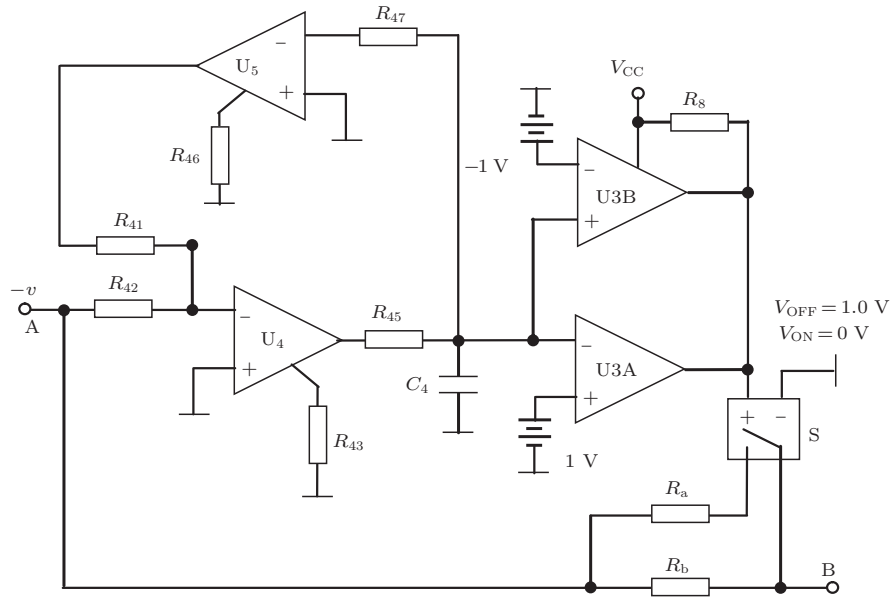 R47
−
U5
+
VCC
R8
R46
−1 V
−
U3B
+
R41
−v
R42
A
−
U4
+
R45
VOFF=1.0 V
VON=0 V
−
U3A
+
C4
R43
1 V
+ −
S
Ra
Rb
B